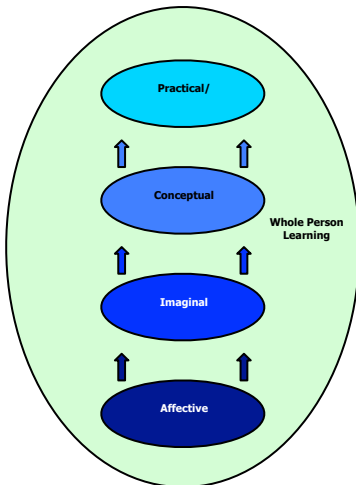 Practical/
Conceptual
Whole Person
Learning
Imaginal
Affective